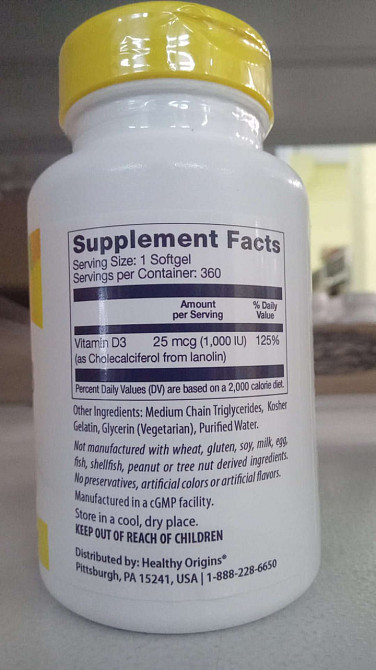 Supplement Facts
Serving Size: 1 Softgel
Servings per Container: 360
Amount per Serving % Daily Value
Vitamin D3 25 mcg (1,000 IU) 125%
(as Cholecalciferol from lanolin)
Percent Daily Values (DV) are based on a 2,000 calorie diet.
Other Ingredients: Medium Chain Triglycerides, Kosher
Gelatin, Glycerin (Vegetarian), Purified Water.
Not manufactured with wheat, gluten, soy, milk, egg,
fish, shellfish, peanut or tree nut derived ingredients.
No preservatives, artificial colors or artificial flavors.
Manufactured in a cGMP facility.
Store in a cool, dry place.
KEEP OUT OF REACH OF CHILDREN
Distributed by: Healthy Origins®
Pittsburgh, PA 15241, USA | 1-888-228-6650